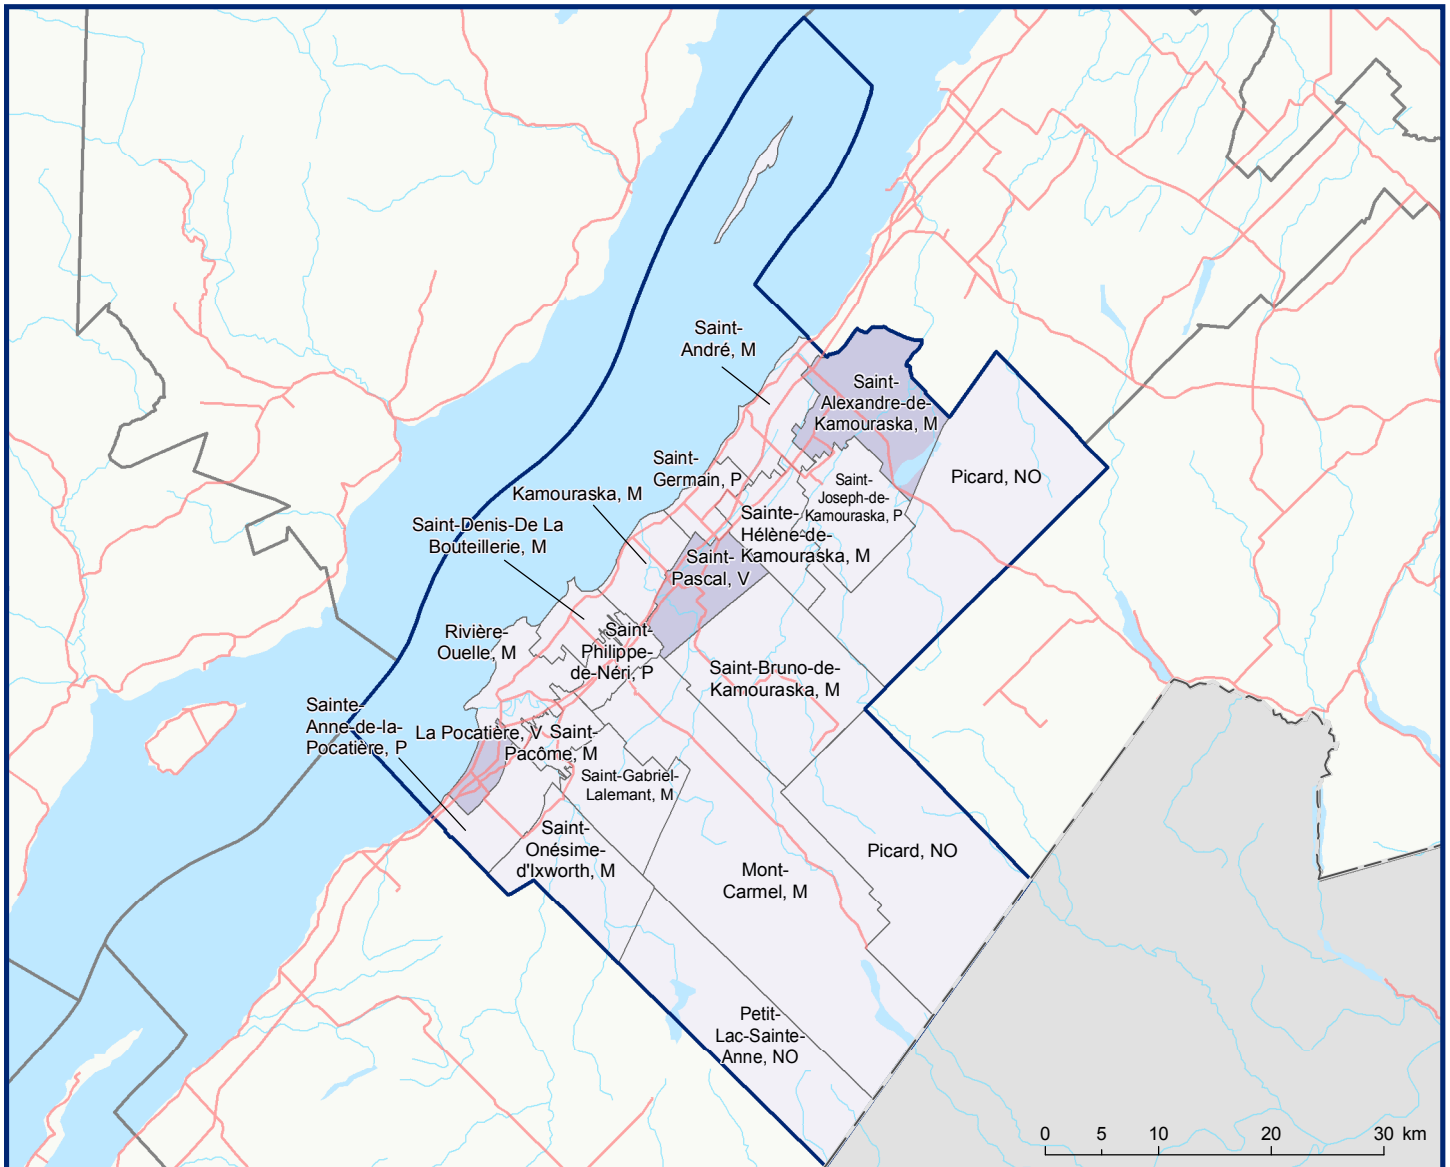 Saint-
André, M
Saint-
Alexandre-de-
Kamouraska, M
Saint-
Germain, P
Picard, NO
Saint-
Joseph-de-
Kamouraska, P
Kamouraska, M
Sainte-
Hélène-de-
Kamouraska, M
Saint-Denis-De La
Bouteillerie, M
Saint-
Pascal, V
Rivière-
Ouelle, M
Saint-
Philippe-
de-Néri, P
Saint-Bruno-de-
Kamouraska, M
Sainte-
Anne-de-la-
Pocatière, P
La Pocatière, V
Saint-
Pacôme, M
Saint-Gabriel-
Lalemant, M
Saint-
Onésime-
d'Ixworth, M
Mont-
Carmel, M
Picard, NO
Petit-
Lac-Sainte-
Anne, NO
0 5 10 20 30 km